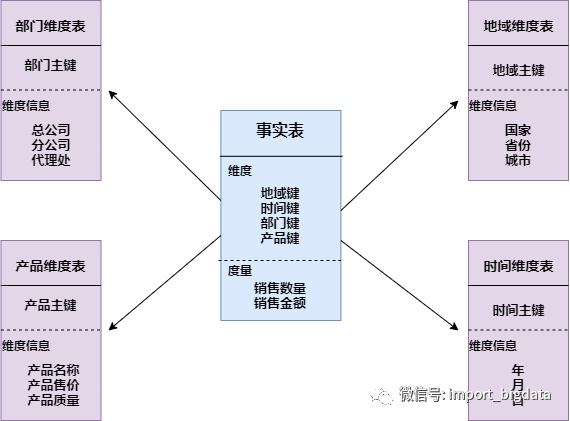 部门维度表
部门主键
维度信息
总公司
分公司
代理处
地域维度表
地域主键
维度信息
国家
省份
城市
事实表
维度
地域键
时间键
部门键
产品键
度量
销售数量
销售金额
产品维度表
产品主键
维度信息
产品名称
产品售价
产品质量
时间维度表
时间主键
维度信息
年
月
日
微信号: import_bigdata